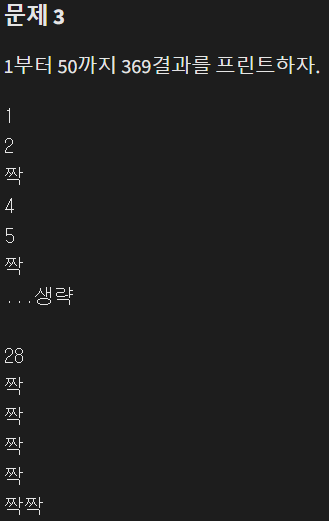 문제 3
1부터 50까지 369결과를 프린트하자.
1
2
짝
4
5
짝
...생략
28
짝
짝
짝
짝
짝짝